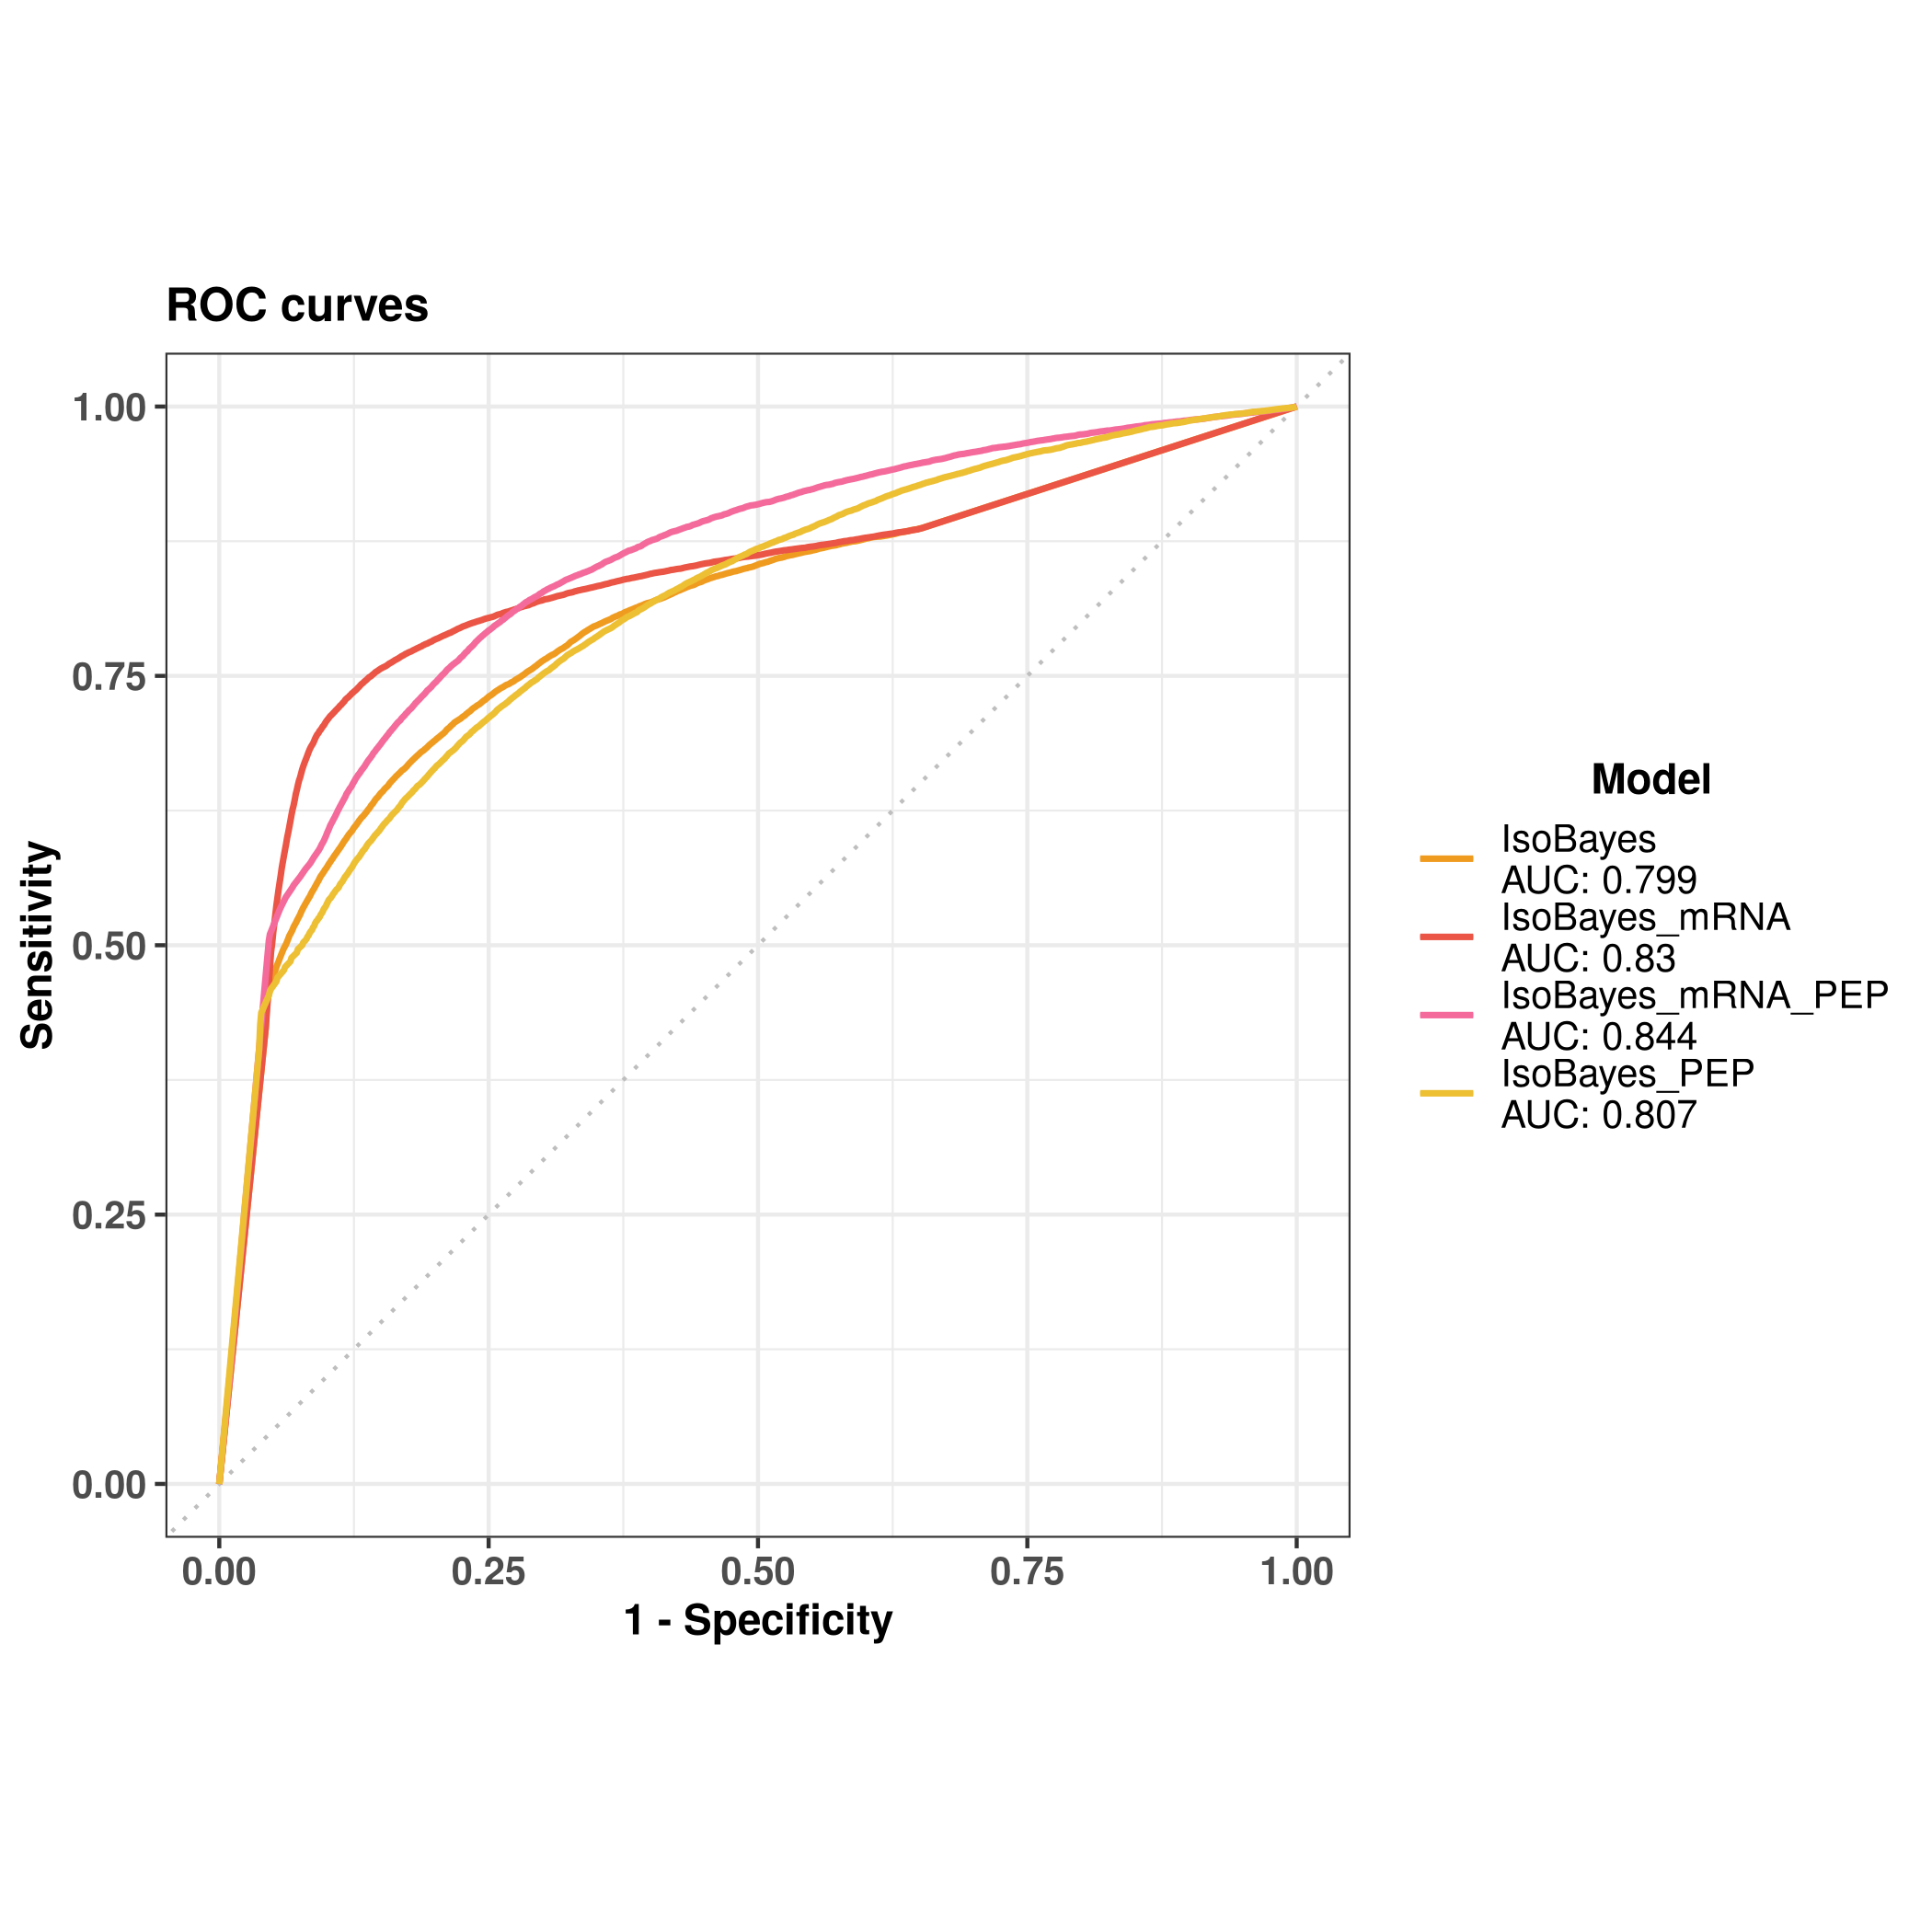 ROC curves
1.00
0.75
0.50
0.25
0.00
Sensitivity
0.00 0.25 0.50 0.75 1.00
1 - Specificity
Model
IsoBayes
AUC: 0.799
IsoBayes_mRNA
AUC: 0.83
IsoBayes_mRNA_PEP
AUC: 0.844
IsoBayes_PEP
AUC: 0.807